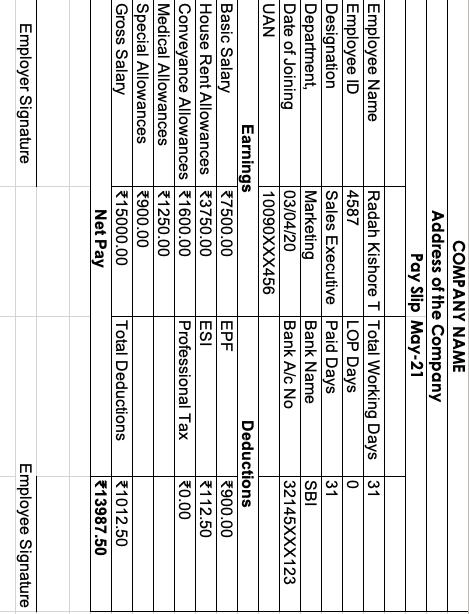 COMPANY NAME
Address of the Company
Pay Slip May-21
Employee Name Radah Kishore T Total Working Days 31
Employee ID 4587 LOP Days 0
Designation Sales Executive Paid Days 31
Department, Marketing Bank Name SBI
Date of Joining 03/04/20 Bank A/c No 32145XXX123
UAN 10090XXX456
Earnings Deductions
Basic Salary ₹7500.00 EPF ₹900.00
House Rent Allowances ₹3750.00 ESI ₹112.50
Conveyance Allowances ₹1600.00 Professional Tax ₹0.00
Medical Allowances ₹1250.00
Special Allowances ₹900.00
Gross Salary ₹15000.00 Total Deductions ₹1012.50
Net Pay ₹13987.50
Employer Signature Employee Signature